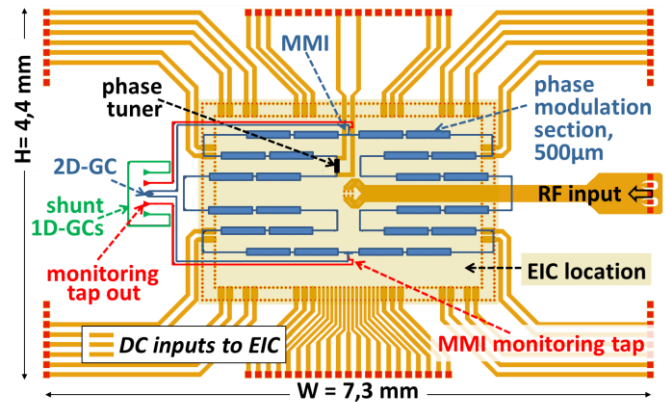 MMI
phase
tuner
phase
modulation
section,
500µm
2D-GC
shunt
1D-GCs
RF input
monitoring
tap out
EIC location
DC inputs to EIC
MMI monitoring tap
H= 4,4 mm
W = 7,3 mm